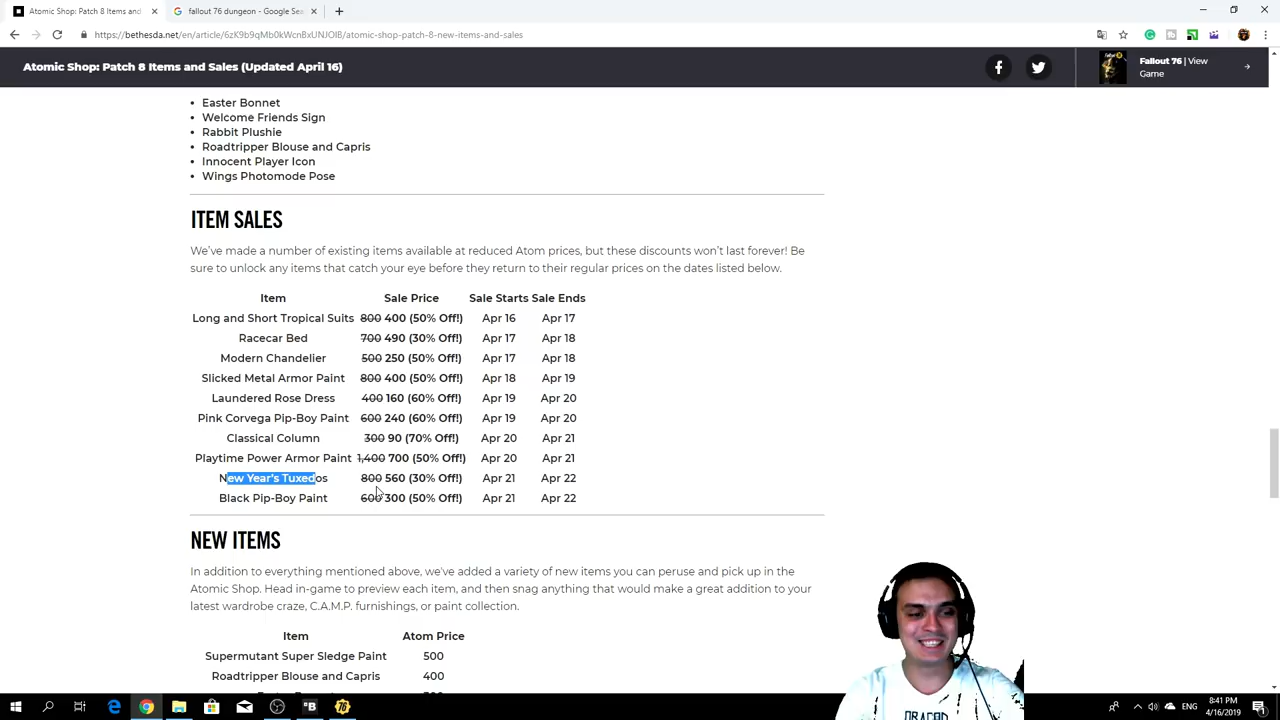 Atomic Shop: Patch 8 Items and
fallout 76 dungeon - Google Sea
https://bethesda.net/en/article/6zK9b9qMb0kWcnBxUNJOI8/atomic-shop-patch-8-new-items-and-sales
Atomic Shop: Patch 8 Items and Sales (Updated April 16)
Fallout 76 | View Game
Easter Bonnet
Welcome Friends Sign
Rabbit Plushie
Roadtripper Blouse and Capris
Innocent Player Icon
Wings Photomode Pose
ITEM SALES
We've made a number of existing items available at reduced Atom prices, but these discounts won't last forever! Be
sure to unlock any items that catch your eye before they return to their regular prices on the dates listed below.
Item Sale Price Sale Starts Sale Ends
Long and Short Tropical Suits 800 400 (50% Off!) Apr 16 Apr 17
Racecar Bed 700 490 (30% Off!) Apr 17 Apr 18
Modern Chandelier 500 250 (50% Off!) Apr 17 Apr 18
Slicked Metal Armor Paint 800 400 (50% Off!) Apr 18 Apr 19
Laundered Rose Dress 400 160 (60% Off!) Apr 19 Apr 20
Pink Corvega Pip-Boy Paint 600 240 (60% Off!) Apr 19 Apr 20
Classical Column 300 90 (70% Off!) Apr 20 Apr 21
Playtime Power Armor Paint 1,400 700 (50% Off!) Apr 20 Apr 21
New Year's Tuxedos 800 560 (30% Off!) Apr 21 Apr 22
Black Pip-Boy Paint 600 300 (50% Off!) Apr 21 Apr 22
NEW ITEMS
In addition to everything mentioned above, we've added a variety of new items you can peruse and pick up in the
Atomic Shop. Head in-game to preview each item, and then snag anything that would make a great addition to your
latest wardrobe craze, C.A.M.P. furnishings, or paint collection.
Item Atom Price
Supermutant Super Sledge Paint 500
Roadtripper Blouse and Capris 400
ENG
8:41 PM
4/16/2019